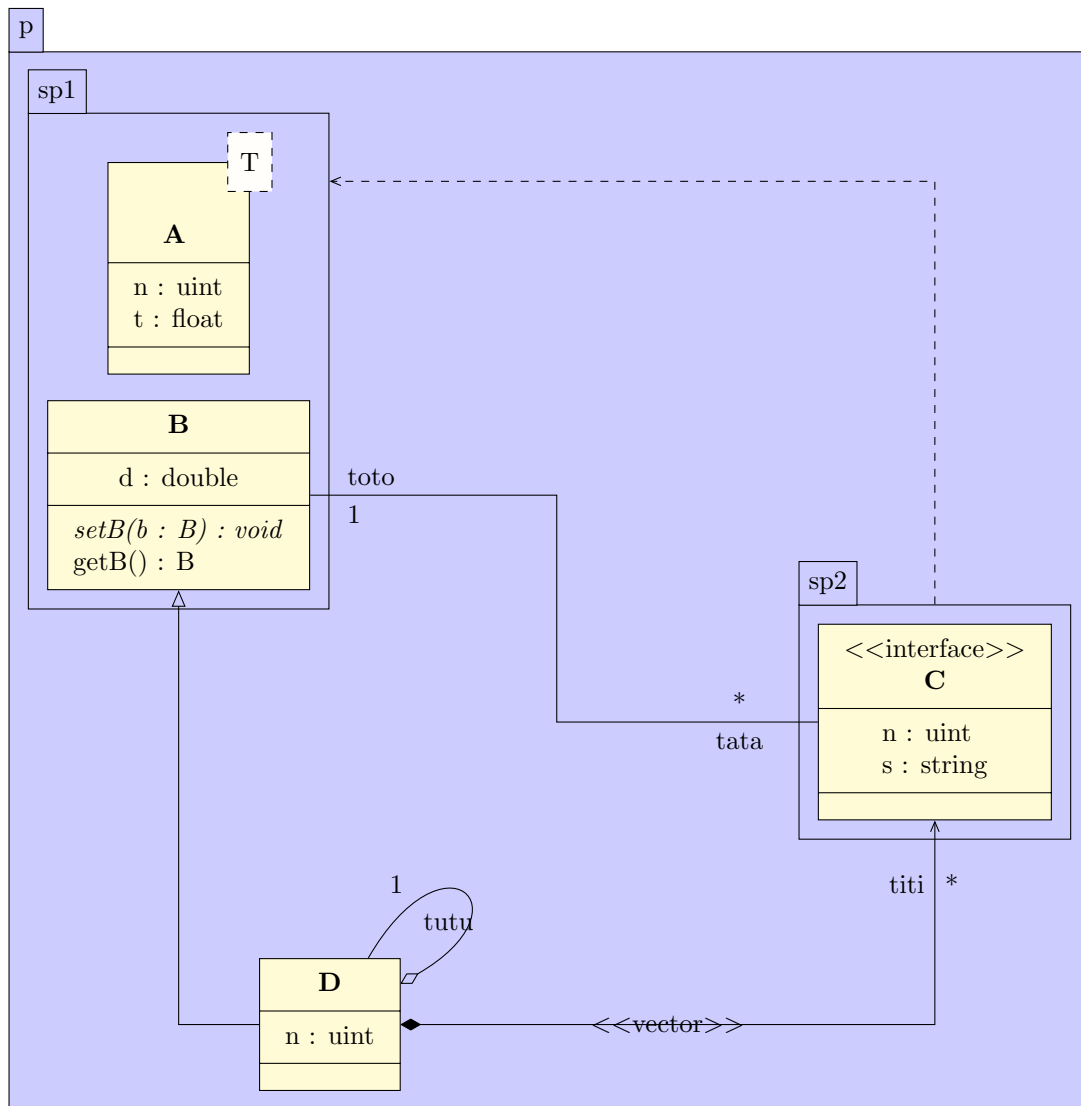 p
sp1
T
A
n : uint
t : float
B
d : double
setB(b : B) : void
getB() : B
toto
1
sp2
<<interface>>
C
n : uint
s : string
*
tata
titi *
1
tutu
D
n : uint
<<vector>>